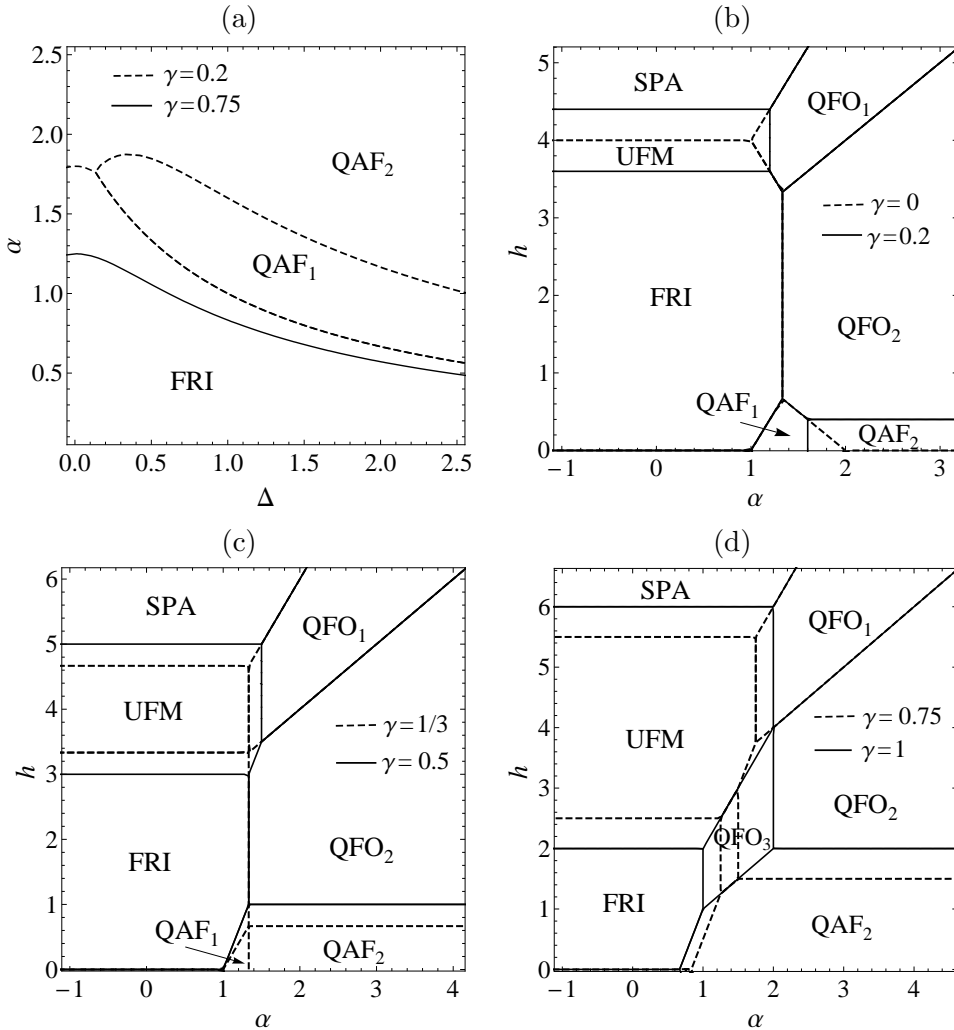 (a)
γ=0.2
γ=0.75
QAF2
QAF1
FRI
α
2.5
2.0
1.5
1.0
0.5
0.0 0.5 1.0 1.5 2.0 2.5
Δ
(b)
SPA
QFO1
UFM
γ=0
γ=0.2
FRI
QFO2
QAF1
QAF2
h
5
4
3
2
1
0
-1 0 1 2 3
α
(c)
SPA
QFO1
UFM
γ=1/3
γ=0.5
FRI
QFO2
QAF1
QAF2
h
6
5
4
3
2
1
0
-1 0 1 2 3 4
α
(d)
SPA
QFO1
UFM
γ=0.75
γ=1
QFO3
QFO2
FRI
QAF2
h
6
5
4
3
2
1
0
-1 0 1 2 3 4
α